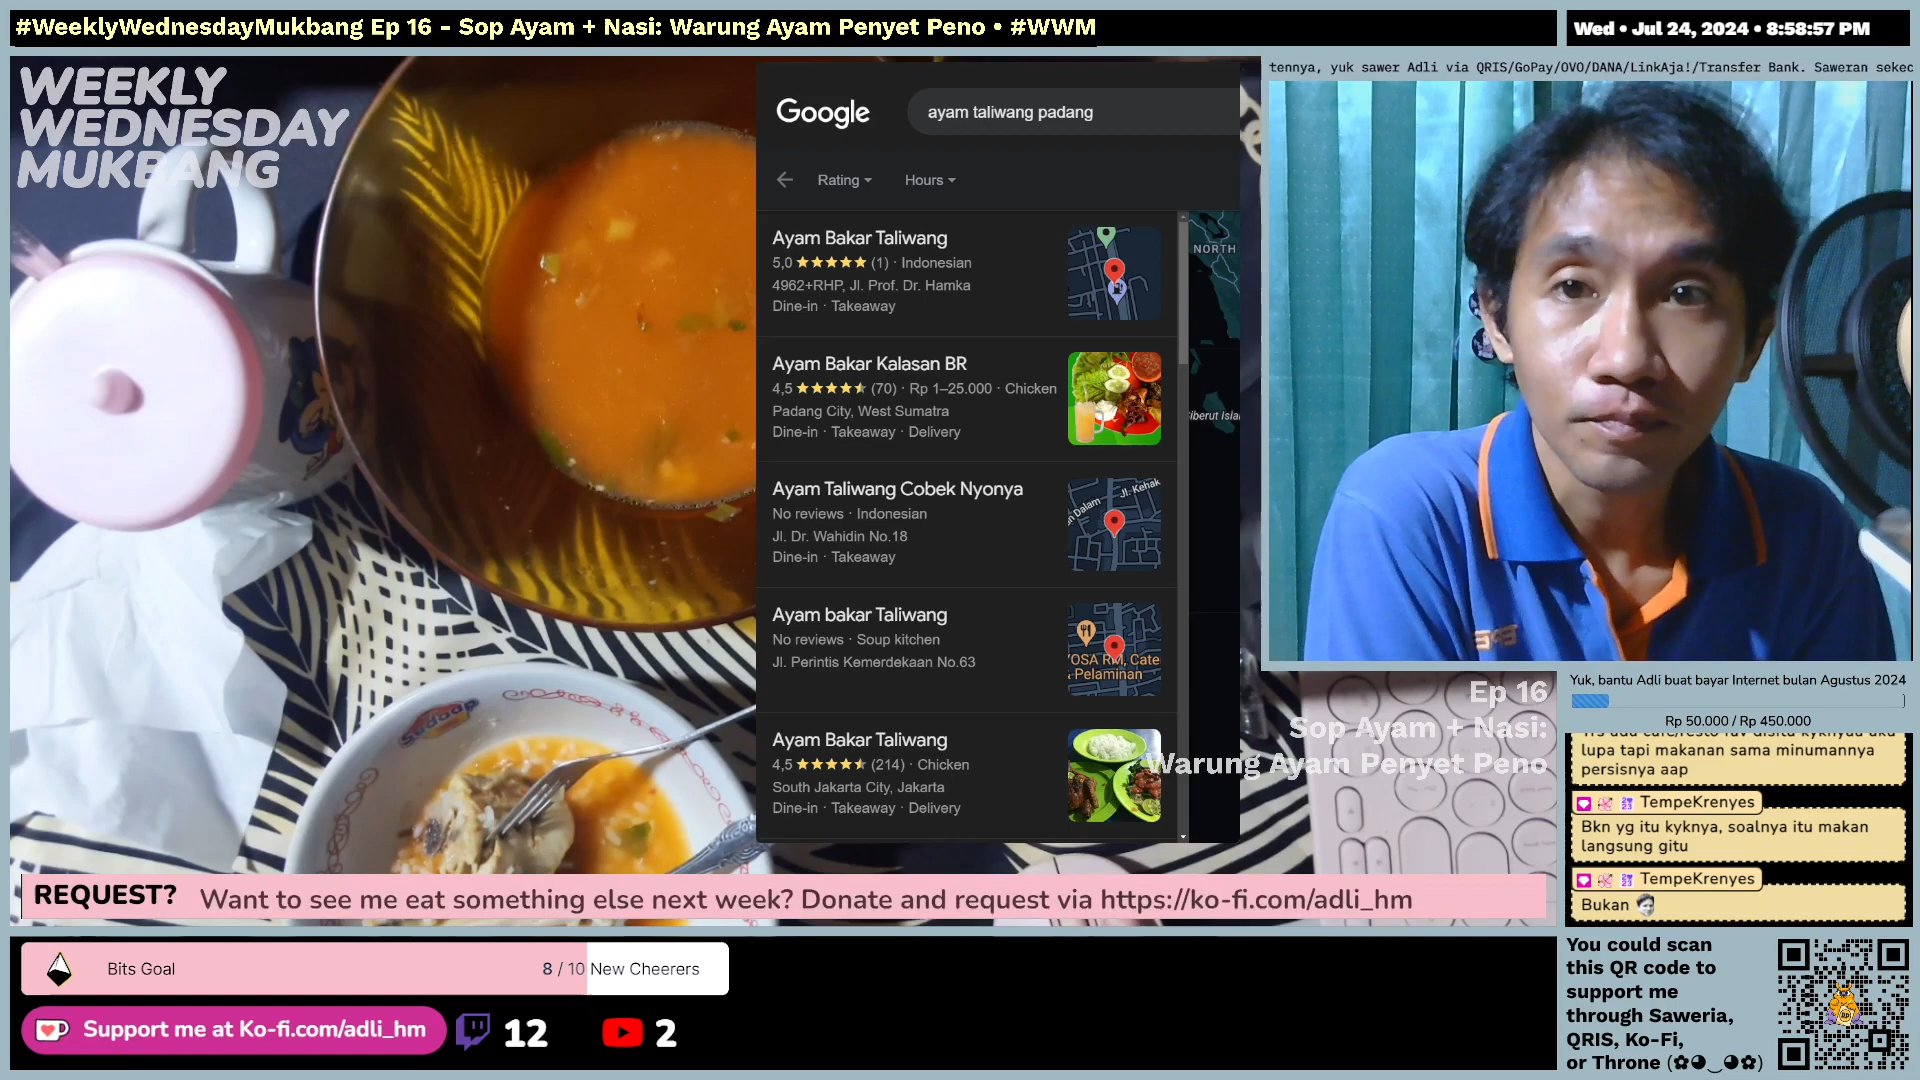 #WeeklyWednesdayMukbang Ep 16 - Sop Ayam + Nasi: Warung Ayam Penyet Peno • #WWM
Wed • Jul 24, 2024 • 8:58:57 PM
tennya, yuk sawer Adli via QRIS/GoPay/OVO/DANA/LinkAja!/Transfer Bank. Saweran sekec
WEEKLY
WEDNESDAY
MUKBANG
Google
ayam taliwang padang
Rating
Hours
Ayam Bakar Taliwang
5,0 ★★★★★ (1) · Indonesian
4962+RHP, Jl. Prof. Dr. Hamka
Dine-in · Takeaway
Ayam Bakar Kalasan BR
4,5 (70) · Rp 1–25.000 · Chicken
Padang City, West Sumatra
Dine-in · Takeaway · Delivery
Ayam Taliwang Cobek Nyonya
No reviews · Indonesian
Jl. Dr. Wahidin No.18
Dine-in · Takeaway
Jl. Kehak
Dalam
Ayam bakar Taliwang
No reviews · Soup kitchen
Jl. Perintis Kemerdekaan No.63
YOSA RM, Cate
Pelaminan
Ayam Bakar Taliwang
4,5 (214) · Chicken
South Jakarta City, Jakarta
Dine-in · Takeaway · Delivery
NORTH
Siberut Isla
Sedaap
Ep 16
Sop Ayam + Nasi:
Warung Ayam Penyet Peno
Yuk, bantu Adli buat bayar Internet bulan Agustus 2024
Rp 50.000 / Rp 450.000
lupa tapi makanan sama minumannya
persisnya aap
TempeKrenyes
Bkn yg itu kyknya, soalnya itu makan
langsung gitu
TempeKrenyes
Bukan
REQUEST? Want to see me eat something else next week? Donate and request via https://ko-fi.com/adli_hm
Bits Goal
8 / 10 New Cheerers
Support me at Ko-fi.com/adli_hm
12
2
You could scan
this QR code to
support me
through Saweria,
QRIS, Ko-Fi,
or Throne (✿◕‿◕✿)